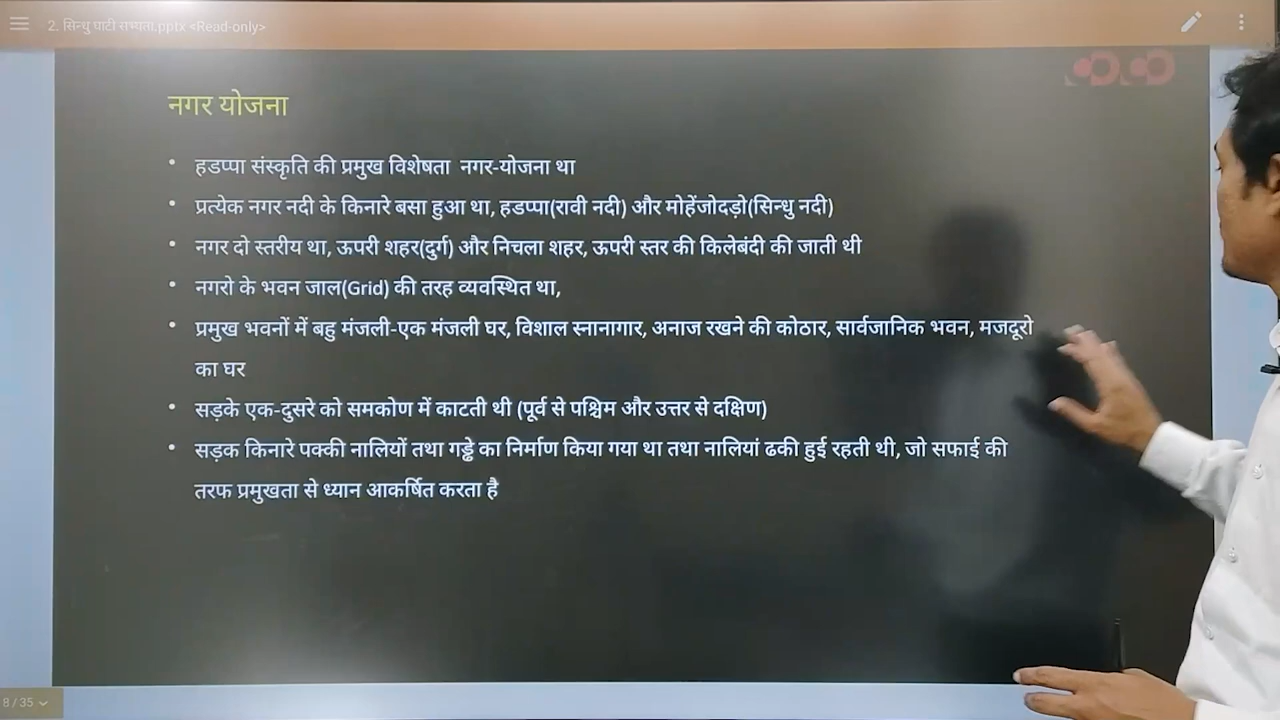 2. सिन्धु घाटी सभ्यता.pptx <Read-only>
नगर योजना
• हडप्पा संस्कृति की प्रमुख विशेषता नगर-योजना था
• प्रत्येक नगर नदी के किनारे बसा हुआ था, हडप्पा(रावी नदी) और मोहेंजोदड़ो(सिन्धु नदी)
• नगर दो स्तरीय था, ऊपरी शहर(दुर्ग) और निचला शहर, ऊपरी स्तर की किलेबंदी की जाती थी
• नगरो के भवन जाल(Grid) की तरह व्यवस्थित था,
• प्रमुख भवनों में बहु मंजली-एक मंजली घर, विशाल स्नानागार, अनाज रखने की कोठार, सार्वजानिक भवन, मजदूरो
का घर
• सड़के एक-दुसरे को समकोण में काटती थी (पूर्व से पश्चिम और उत्तर से दक्षिण)
• सड़क किनारे पक्की नालियों तथा गड्ढे का निर्माण किया गया था तथा नालियां ढकी हुई रहती थी, जो सफाई की
तरफ प्रमुखता से ध्यान आकर्षित करता है
8 / 35